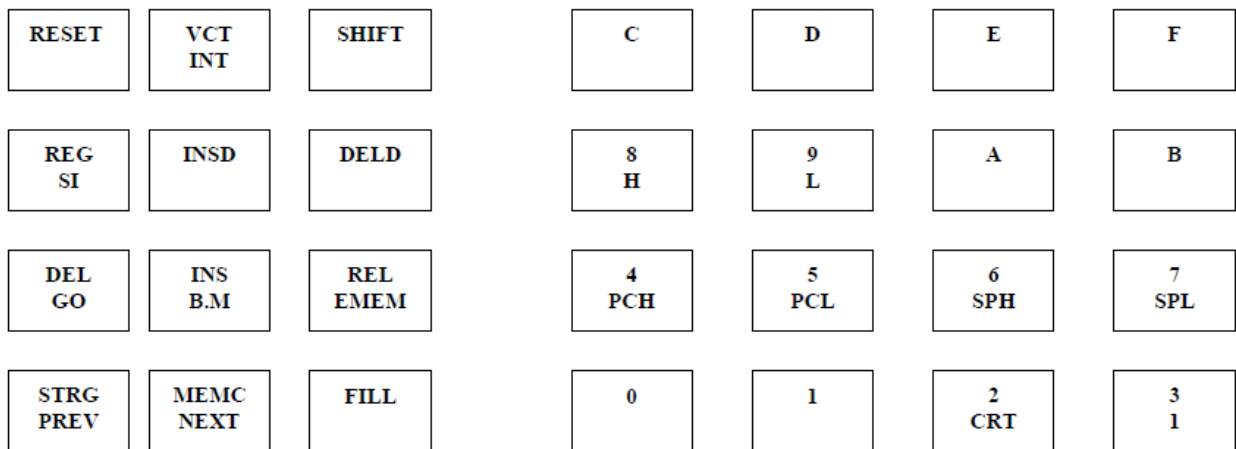 RESET VCT SHIFT C D E F
INT
REG INSD DELD 8 9 A B
SI H L
DEL INS REL 4 5 6 7
GO B.M EMEM PCH PCL SPH SPL
STRG MEMC FILL 0 1 2 3
PREV NEXT CRT 1